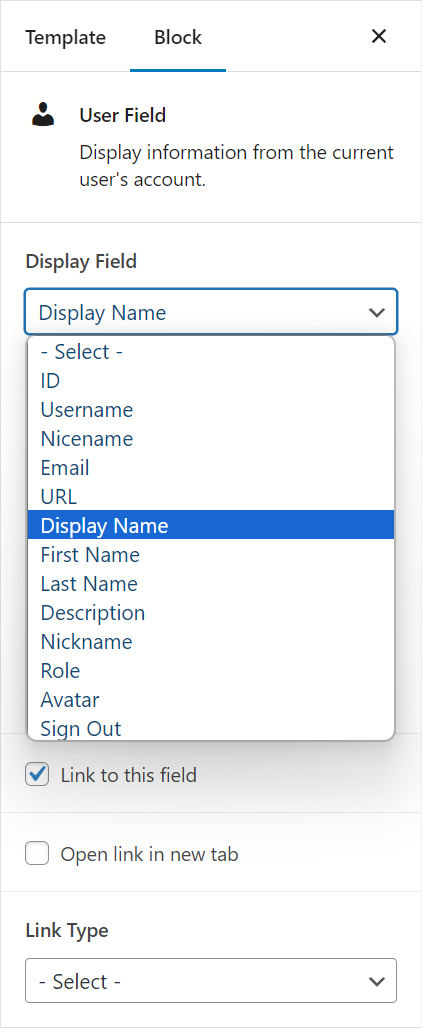 Template Block
User Field
Display information from the current
user's account.
Display Field
Display Name
- Select -
ID
Username
Nicename
Email
URL
Display Name
First Name
Last Name
Description
Nickname
Role
Avatar
Sign Out
Link to this field
Open link in new tab
Link Type
- Select -